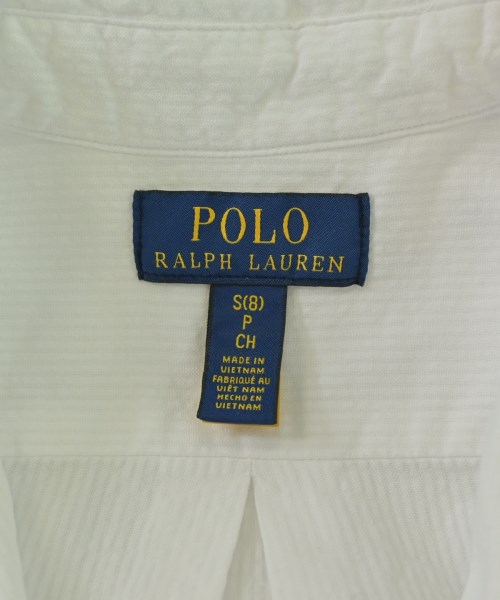 POLO
RALPH LAUREN
S(8)
P
CH
MADE IN
VIETNAM
FABRIQUÉ AU
VIÊT NAM
HECHO EN
VIETNAM